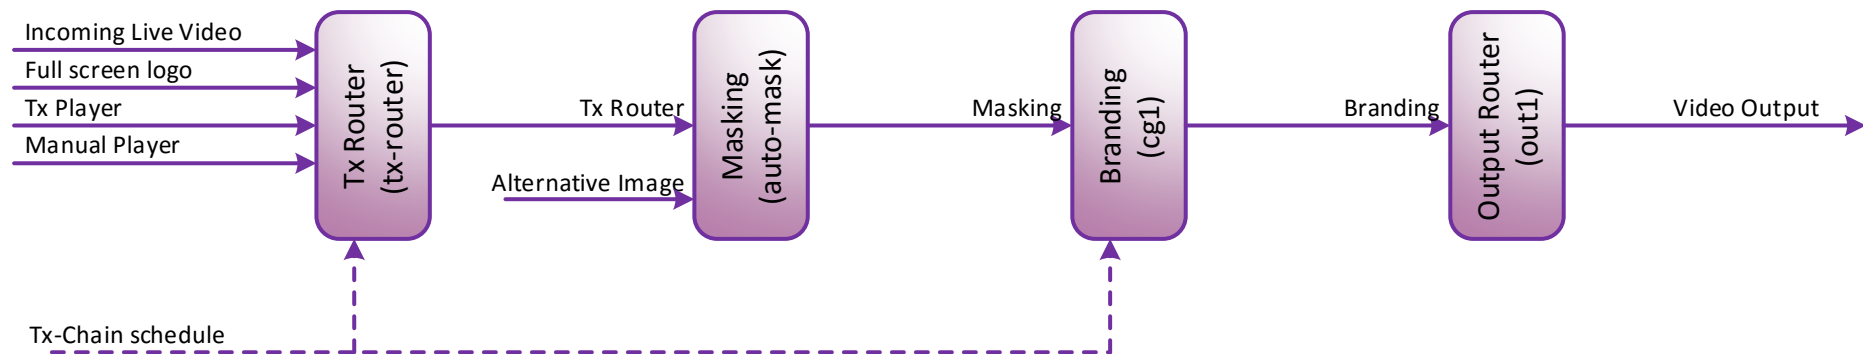 Incoming Live Video
Full screen logo
Tx Player
Manual Player
Tx Router
(tx-router)
Tx Router
Alternative Image
Masking
(auto-mask)
Masking
Branding
(cg1)
Branding
Output Router
(out1)
Video Output
Tx-Chain schedule